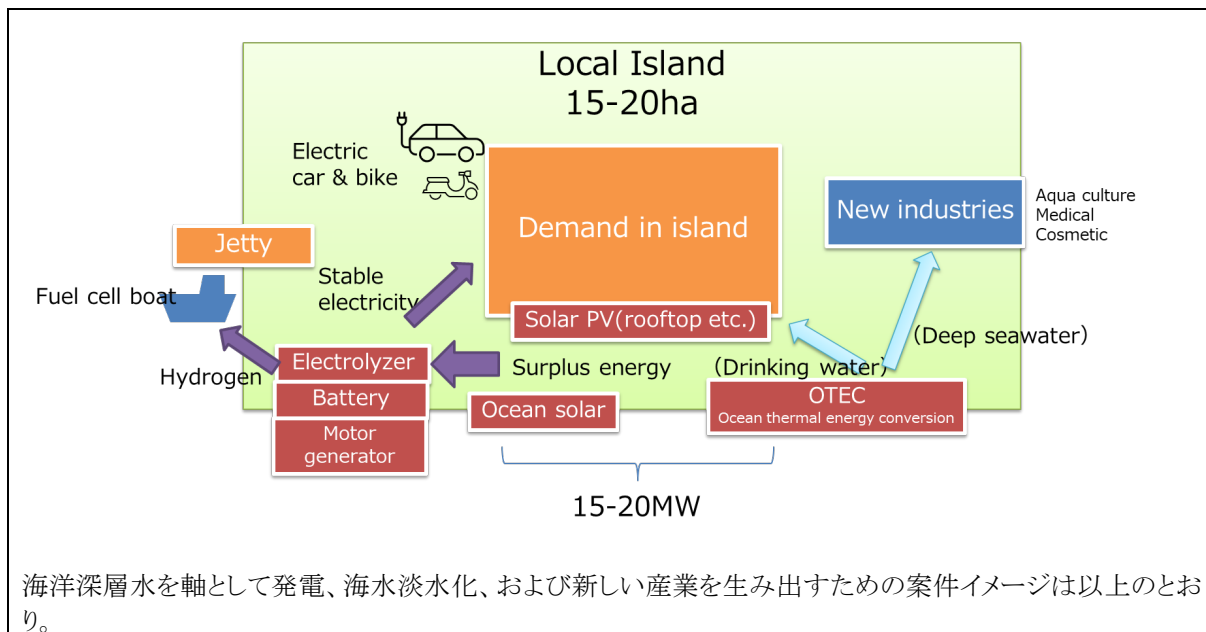 Local Island
15-20ha
Electric
car & bike
Demand in island
New industries
Aqua culture
Medical
Cosmetic
Jetty
Stable
electricity
Fuel cell boat
Solar PV(rooftop etc.)
(Deep seawater)
Electrolyzer
Surplus energy
(Drinking water)
Hydrogen
Battery
Ocean solar
OTEC
Ocean thermal energy conversion
Motor
generator
15-20MW
海洋深層水を軸として発電、海水淡水化、および新しい産業を生み出すための案件イメージは以上のとお
り。